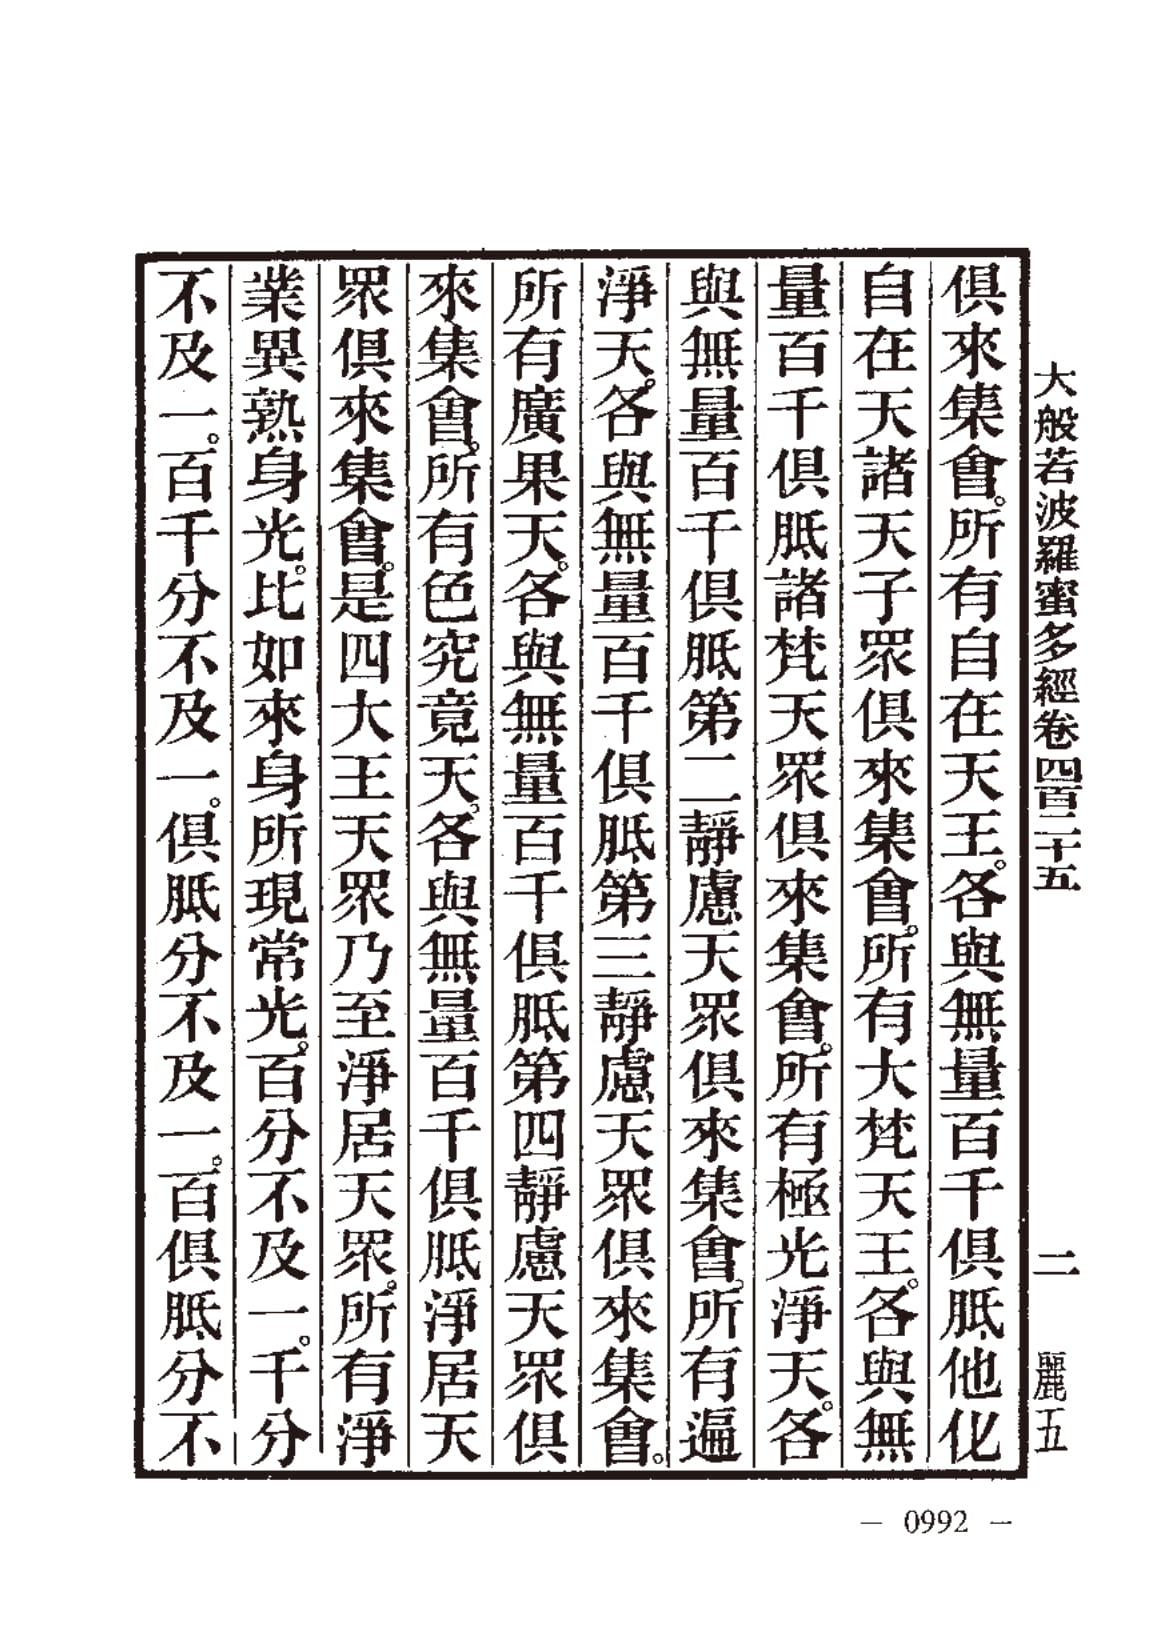 大般若波羅蜜多經卷四百二十五 二 麗五
俱來集會。所有自在天王。各與無量百千俱胝他化
自在天諸天子眾俱來集會。所有大梵天王。各與無
量百千俱胝諸梵天眾俱來集會。所有極光淨天。各
與無量百千俱胝第二靜慮天眾俱來集會。所有遍
淨天。各與無量百千俱胝第三靜慮天眾俱來集會。
所有廣果天。各與無量百千俱胝第四靜慮天眾俱
來集會。所有色究竟天。各與無量百千俱胝淨居天
眾俱來集會。是四大王天眾乃至淨居天眾。所有淨
業異熟身光。比如來身所現常光。百分不及一。千分
不及一。百千分不及一。俱胝分不及一。百俱胝分不
— 0992 —